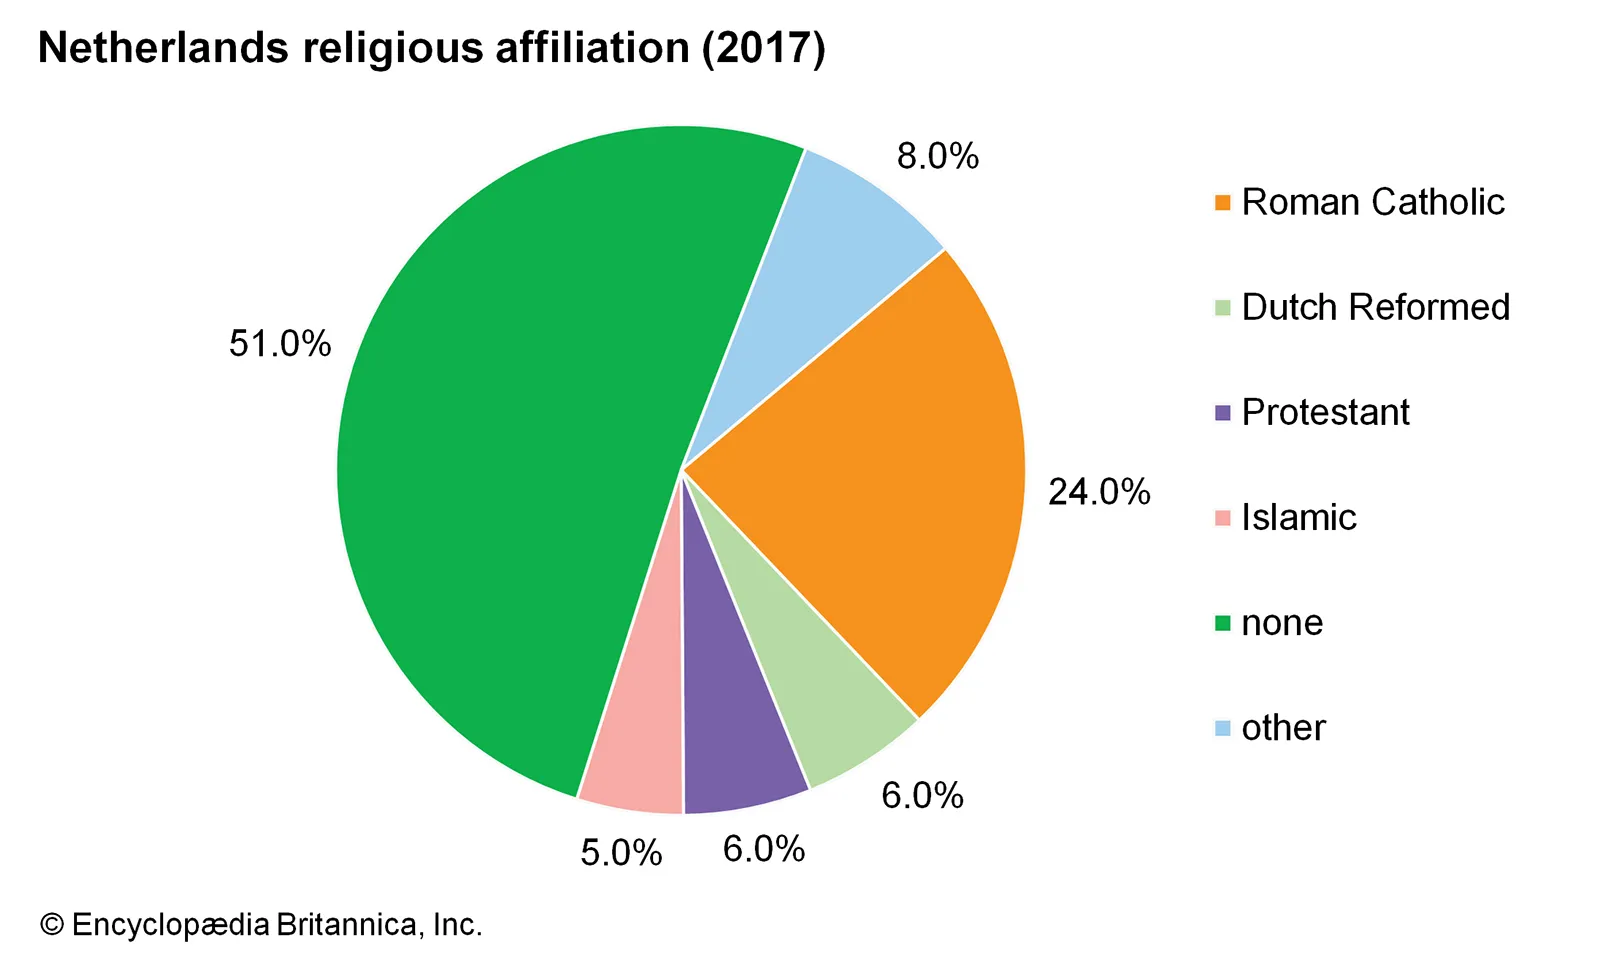 Netherlands religious affiliation (2017)
8.0%
51.0%
24.0%
6.0%
6.0%
5.0%
Roman Catholic
Dutch Reformed
Protestant
Islamic
none
other
© Encyclopædia Britannica, Inc.